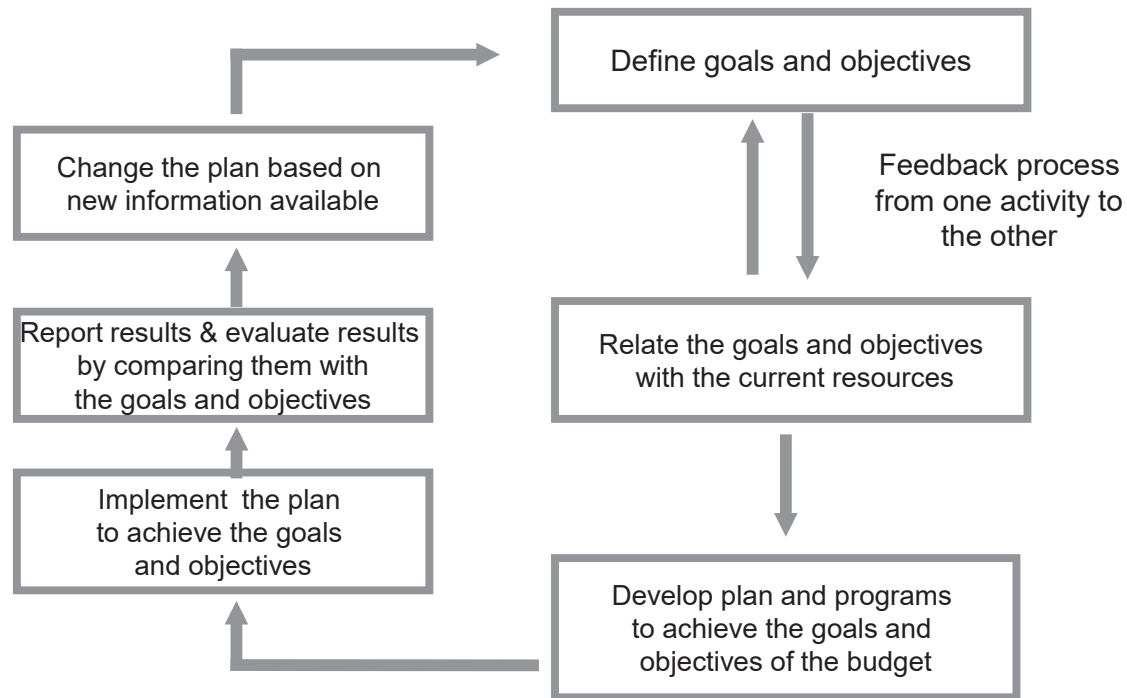 Define goals and objectives
Feedback process
from one activity to
the other
Relate the goals and objectives
with the current resources
Develop plan and programs
to achieve the goals and
objectives of the budget
Implement  the plan
to achieve the goals
and objectives
Report results & evaluate results
by comparing them with
the goals and objectives
Change the plan based on
new information available